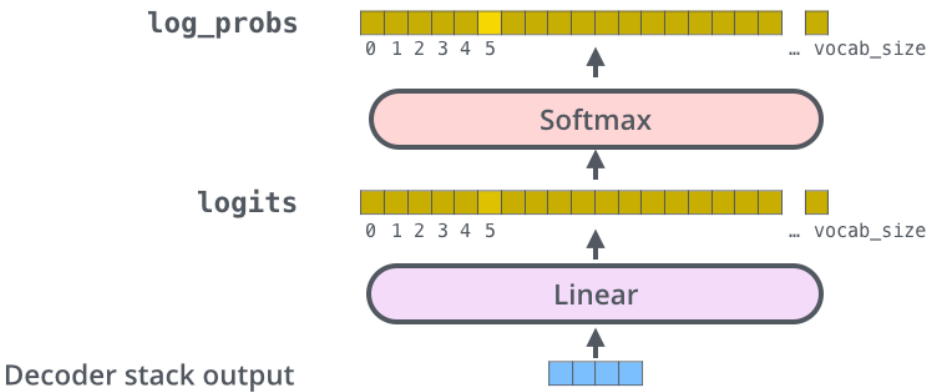 log_probs
0 1 2 3 4 5 … vocab_size
Softmax
logits
0 1 2 3 4 5 … vocab_size
Linear
Decoder stack output